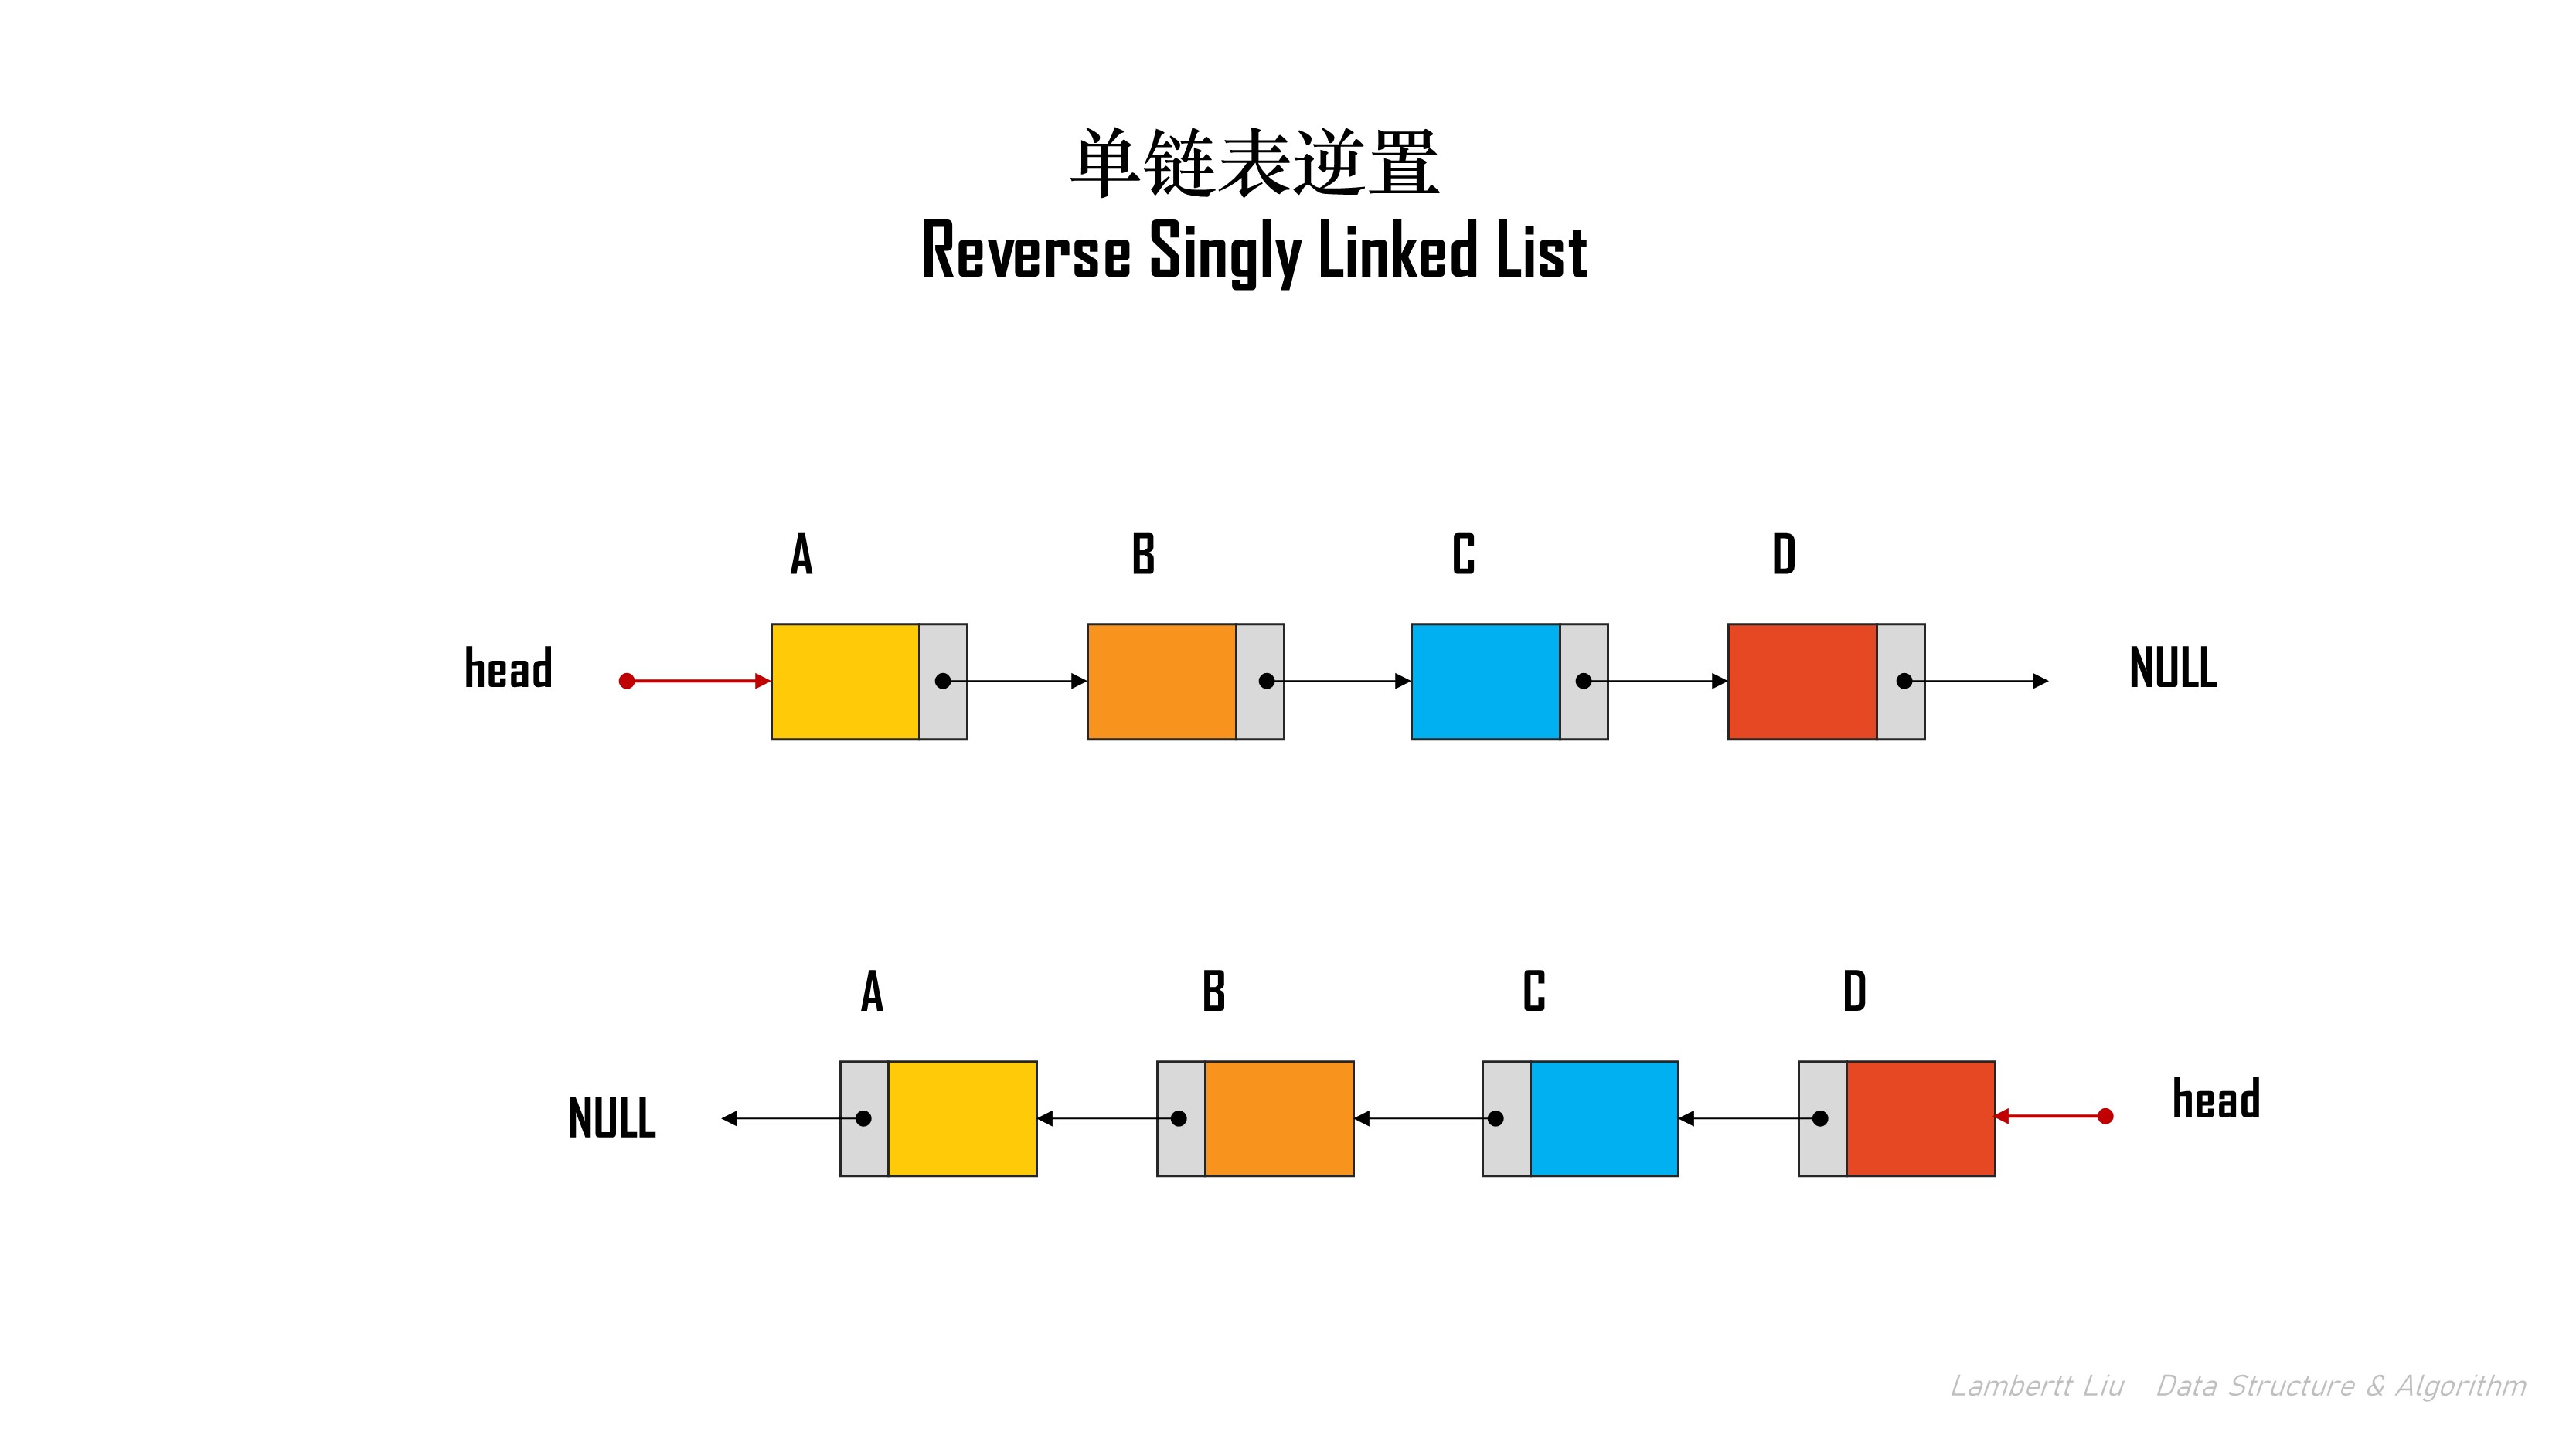 单链表逆置
Reverse Singly Linked List
A B C D
head NULL
A B C D
NULL head
Lambertt Liu Data Structure & Algorithm